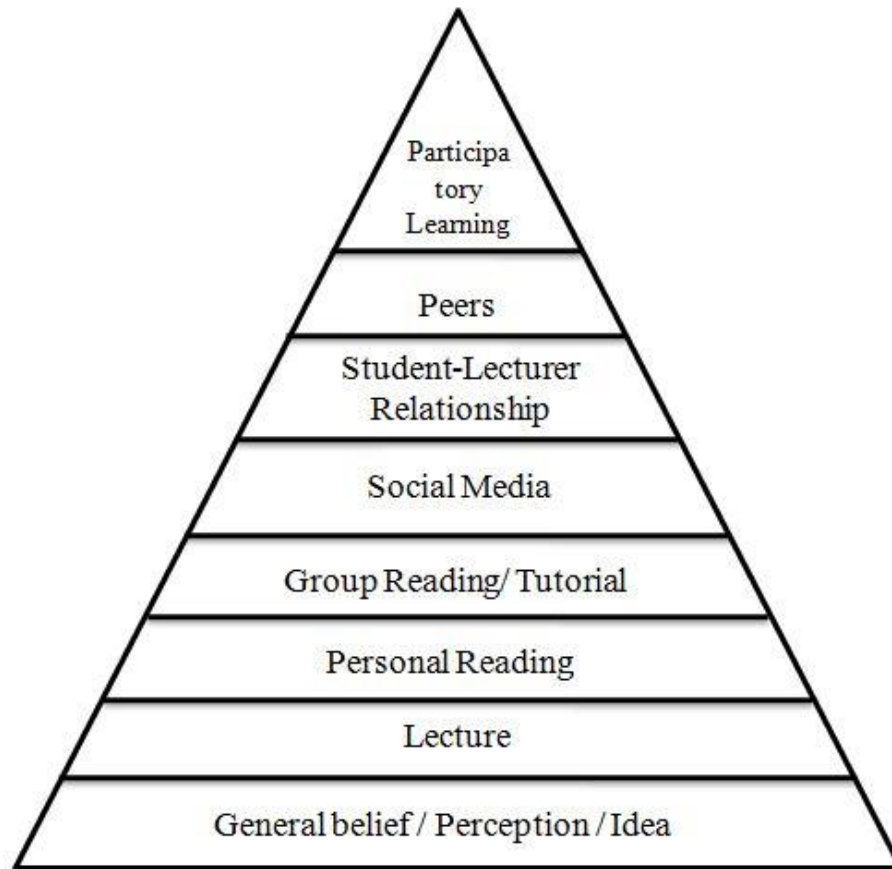 Participa
tory
Learning
Peers
Student-Lecturer
Relationship
Social Media
Group Reading/ Tutorial
Personal Reading
Lecture
General belief / Perception / Idea